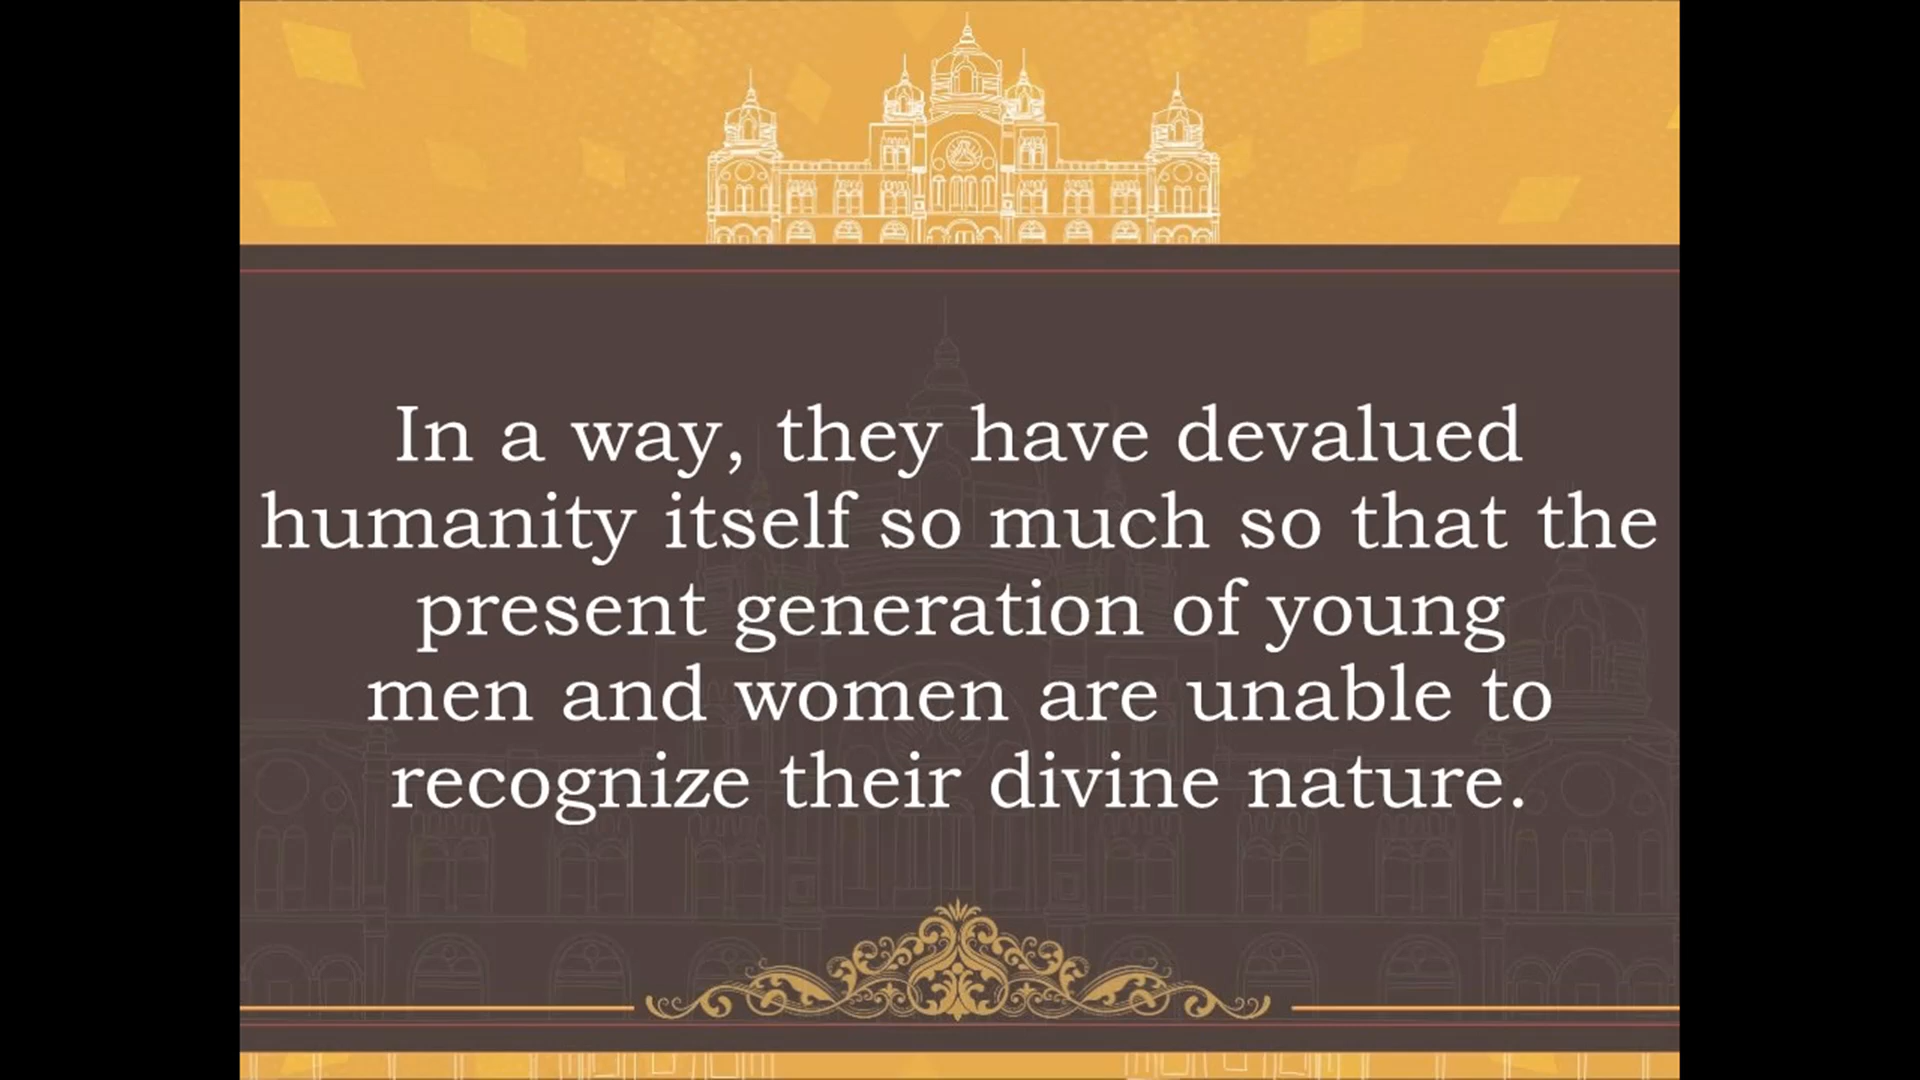 In a way, they have devalued
humanity itself so much so that the
present generation of young
men and women are unable to
recognize their divine nature.